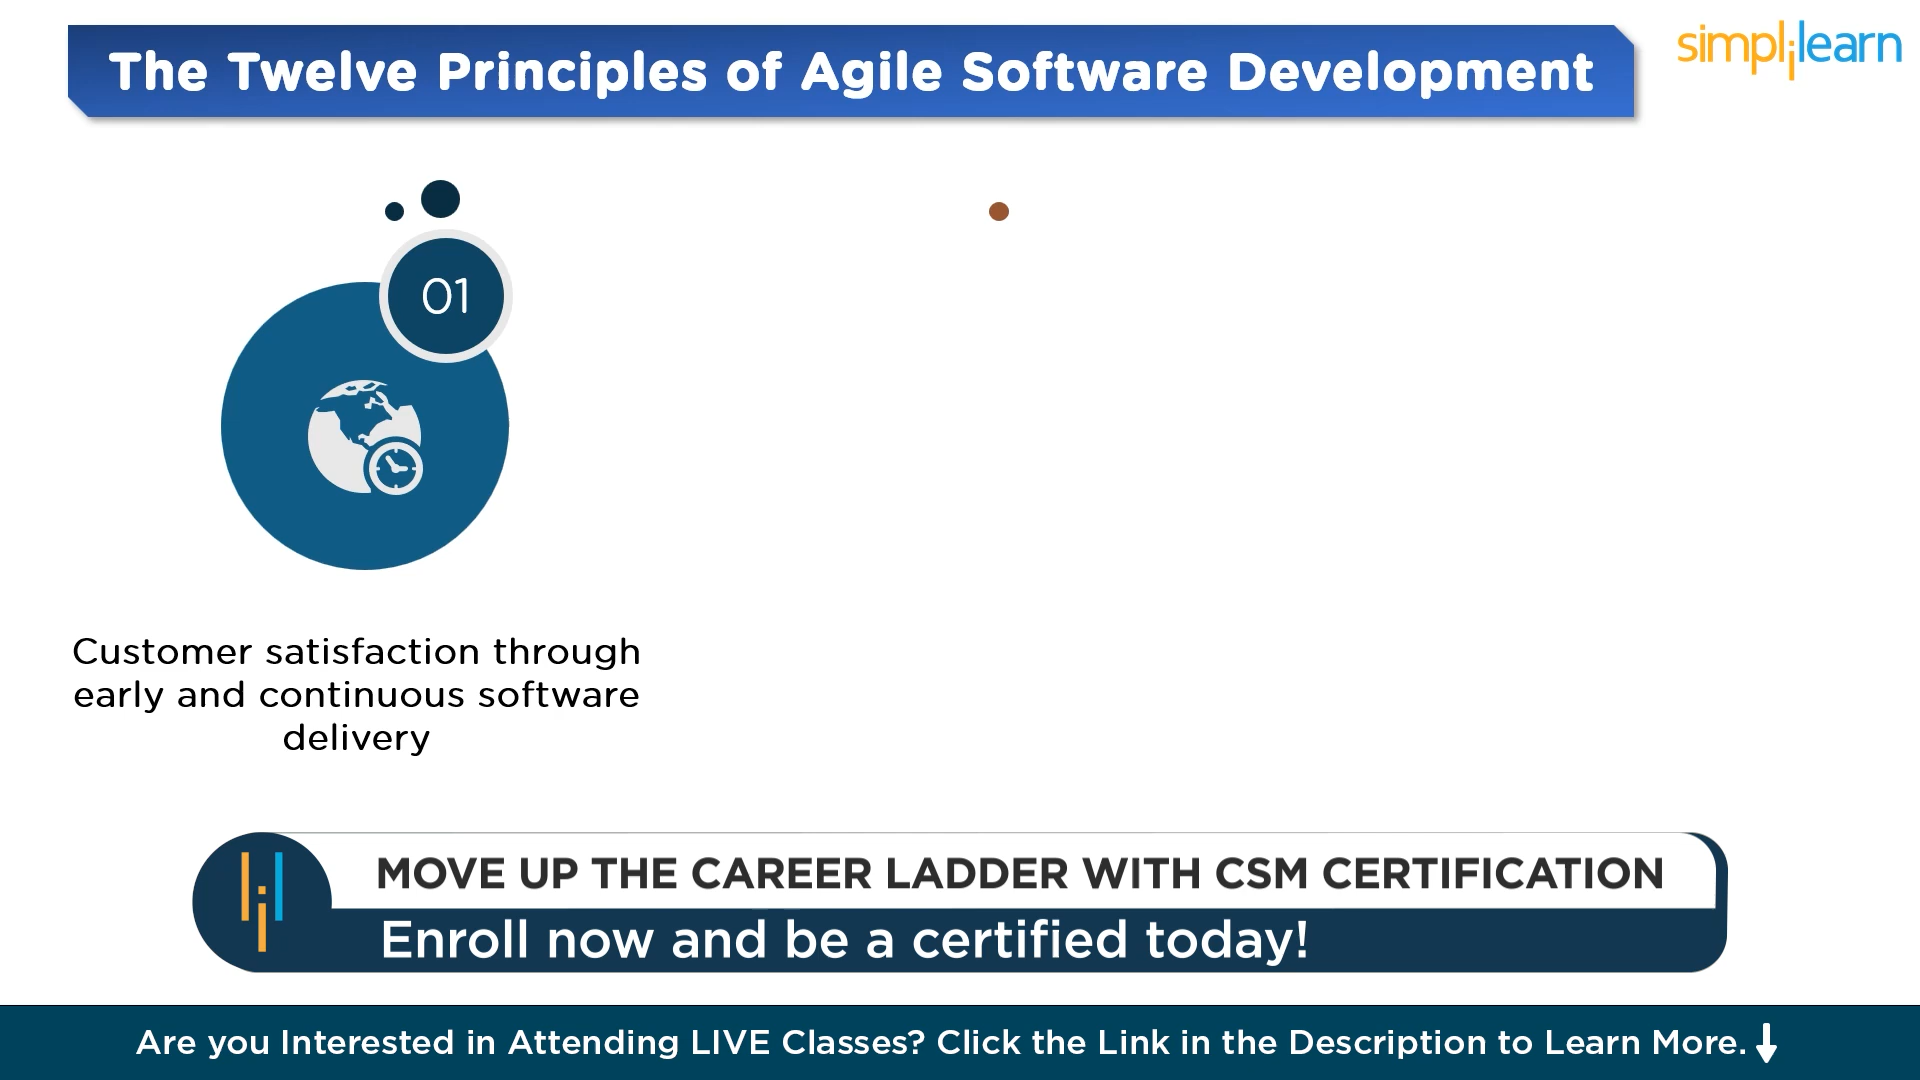 The Twelve Principles of Agile Software Development
simplilearn
01
Customer satisfaction through
early and continuous software
delivery
MOVE UP THE CAREER LADDER WITH CSM CERTIFICATION
Enroll now and be a certified today!
Are you Interested in Attending LIVE Classes? Click the Link in the Description to Learn More.